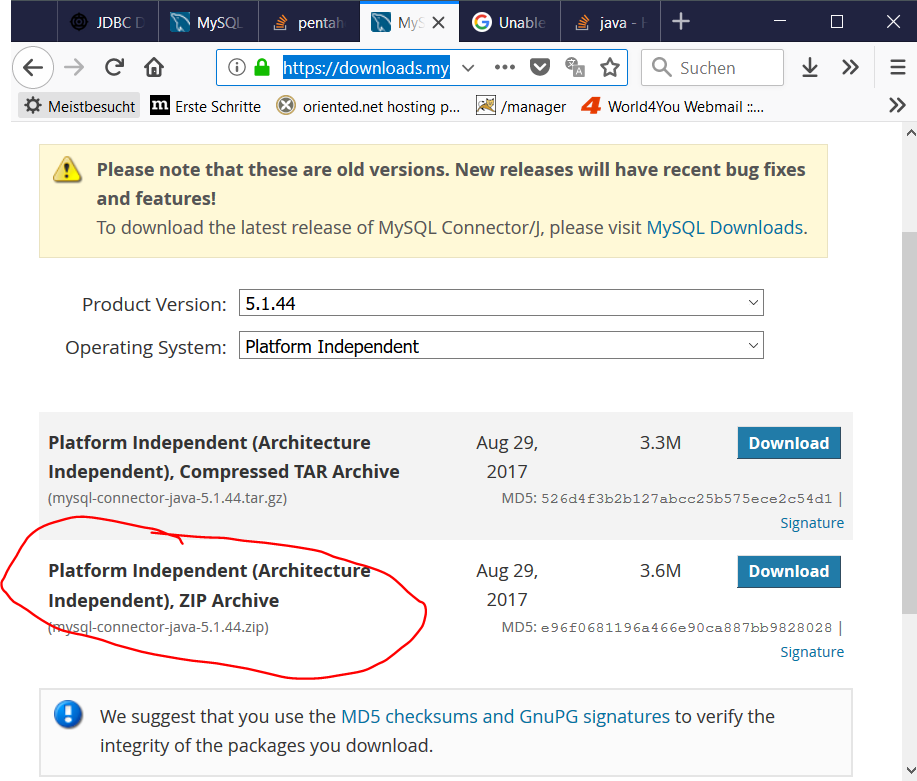 JDBC D
MySQL
pentah
MyS
Unable
java - H
https://downloads.my
Suchen
Meistbesucht
Erste Schritte
oriented.net hosting p...
/manager
World4You Webmail ::...
Please note that these are old versions. New releases will have recent bug fixes
and features!
To download the latest release of MySQL Connector/J, please visit MySQL Downloads.
Product Version: 5.1.44
Operating System: Platform Independent
Platform Independent (Architecture
Independent), Compressed TAR Archive
Aug 29,
2017
3.3M
Download
(mysql-connector-java-5.1.44.tar.gz)
MD5: 526d4f3b2b127abcc25b575ece2c54d1 |
Signature
Platform Independent (Architecture
Independent), ZIP Archive
Aug 29,
2017
3.6M
Download
(mysql-connector-java-5.1.44.zip)
MD5: e96f0681196a466e90ca887bb9828028 |
Signature
We suggest that you use the MD5 checksums and GnuPG signatures to verify the
integrity of the packages you download.